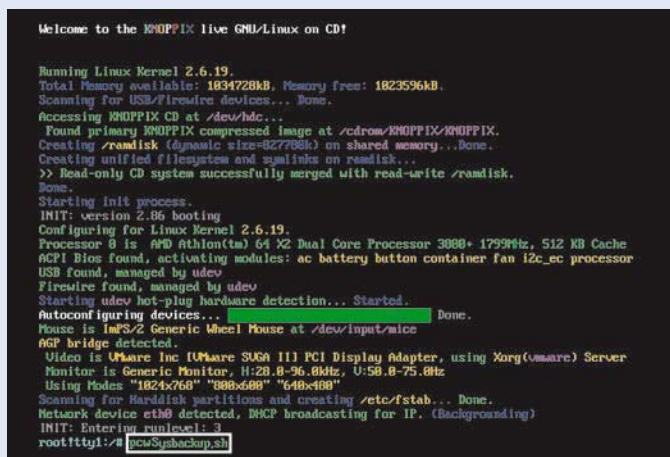 Welcome to the KNOPPIX live GNU/Linux on CD!
Running Linux Kernel 2.6.19.
Total Memory available: 1034728kB, Memory free: 1023596kB.
Scanning for USB/Firewire devices... Done.
Accessing KNOPPIX CD at /dev/hdc...
Found primary KNOPPIX compressed image at /cdrom/KNOPPIX/KNOPPIX.
Creating /ramdisk (dynamic size=827708k) on shared memory...Done.
Creating unified filesystem and symlinks on ramdisk...
>> Read-only CD system successfully merged with read-write /ramdisk.
Done.
Starting init process.
INIT: version 2.86 booting
Configuring for Linux Kernel 2.6.19.
Processor 0 is AMD Athlon(tm) 64 X2 Dual Core Processor 3800+ 1799MHz, 512 KB Cache
ACPI Bios found, activating modules: ac battery button container fan i2c_ec processor
USB found, managed by udev
Firewire found, managed by udev
Starting udev hot-plug hardware detection... Started.
Autoconfiguring devices... Done.
Mouse is ImPS/2 Generic Wheel Mouse at /dev/input/mice
AGP bridge detected.
Video is VMware Inc [VMware SVGA II] PCI Display Adapter, using Xorg(vmware) Server
Monitor is Generic Monitor, H:28.0-96.0kHz, V:50.0-75.0Hz
Using Modes "1024x768" "800x600" "640x480"
Scanning for Harddisk partitions and creating /etc/fstab... Done.
Network device eth0 detected, DHCP broadcasting for IP. (Backgrounding)
INIT: Entering runlevel: 3
root!tty1:/# pcwSysbackup.sh